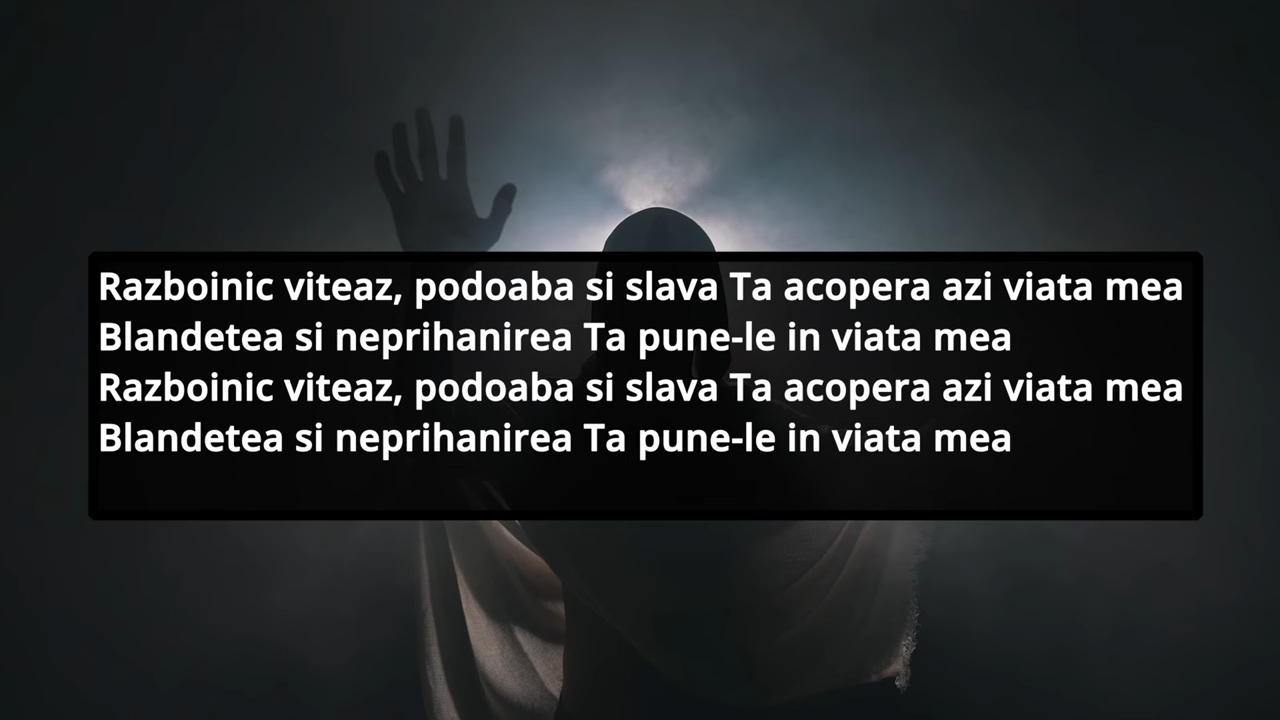 Razboinic viteaz, podoaba si slava Ta acopera azi viata mea
Blandetea si neprihanirea Ta pune-le in viata mea
Razboinic viteaz, podoaba si slava Ta acopera azi viata mea
Blandetea si neprihanirea Ta pune-le in viata mea